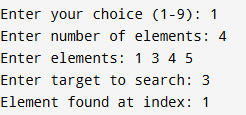 Enter your choice (1-9): 1
Enter number of elements: 4
Enter elements: 1 3 4 5
Enter target to search: 3
Element found at index: 1